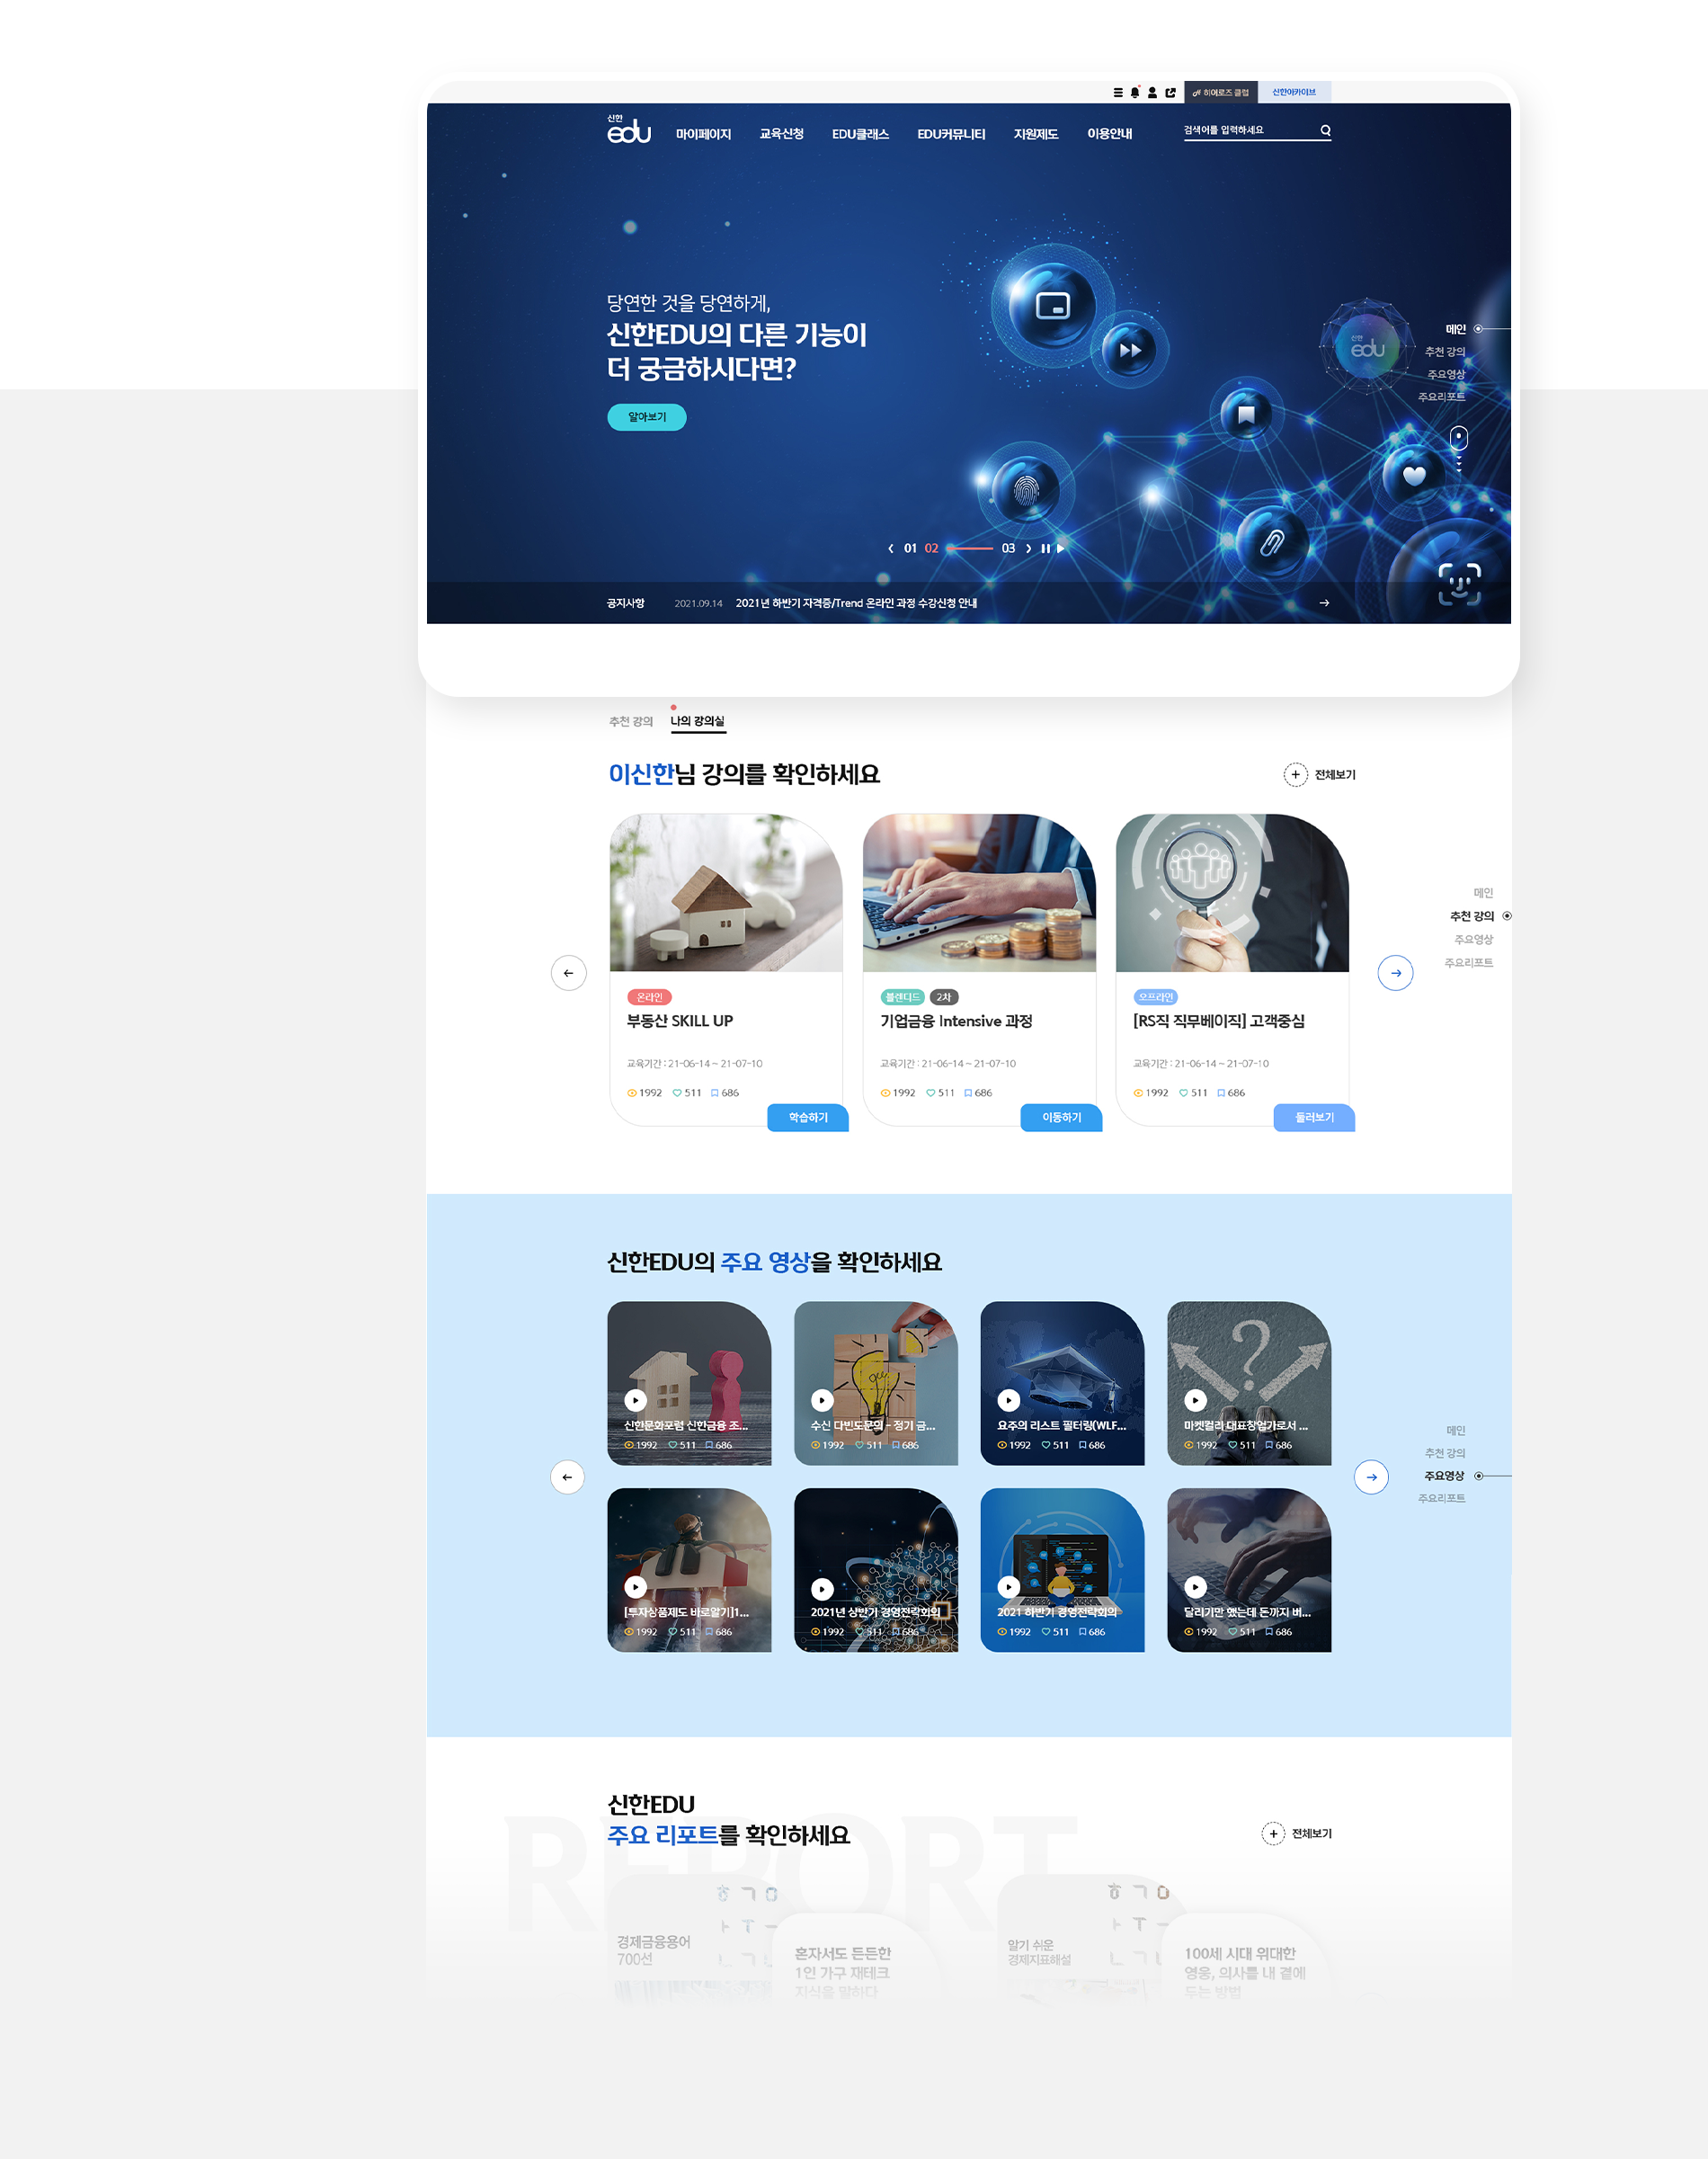 히어로즈 클럽
신한아카이브
신한
edu
마이페이지
교육신청
EDU클래스
EDU커뮤니티
지원제도
이용안내
검색어를 입력하세요
당연한 것을 당연하게,
신한EDU의 다른 기능이
더 궁금하시다면?
알아보기
신한
edu
메인
추천 강의
주요영상
주요리포트
01 02 03
공지사항
2021.09.14
2021년 하반기 자격증/Trend 온라인 과정 수강신청 안내
추천 강의
나의 강의실
이신한님 강의를 확인하세요
전체보기
온라인
부동산 SKILL UP
교육기간 : 21-06-14 ~ 21-07-10
1992 511 686
학습하기
블렌디드 2차
기업금융 Intensive 과정
교육기간 : 21-06-14 ~ 21-07-10
1992 511 686
이동하기
오프라인
[RS직 직무베이직] 고객중심
교육기간 : 21-06-14 ~ 21-07-10
1992 511 686
둘러보기
메인
추천 강의
주요영상
주요리포트
신한EDU의 주요 영상을 확인하세요
신한문화포럼 신한금융 조...
1992 511 686
수신 다빈도문의 - 정기 금...
1992 511 686
요주의 리스트 필터링(WLF...
1992 511 686
마켓컬리 대표창업가로서 ...
1992 511 686
[투자상품제도 바로알기]1...
1992 511 686
2021년 상반기 경영전략회의
1992 511 686
2021 하반기 경영전략회의
1992 511 686
달리기만 했는데 돈까지 버...
1992 511 686
메인
추천 강의
주요영상
주요리포트
REPORT
신한EDU
주요 리포트를 확인하세요
전체보기
경제금융용어
700선
혼자서도 든든한
1인 가구 재테크
지식을 말하다
알기 쉬운
경제지표해설
100세 시대 위대한
영웅, 의사를 내 곁에
두는 방법